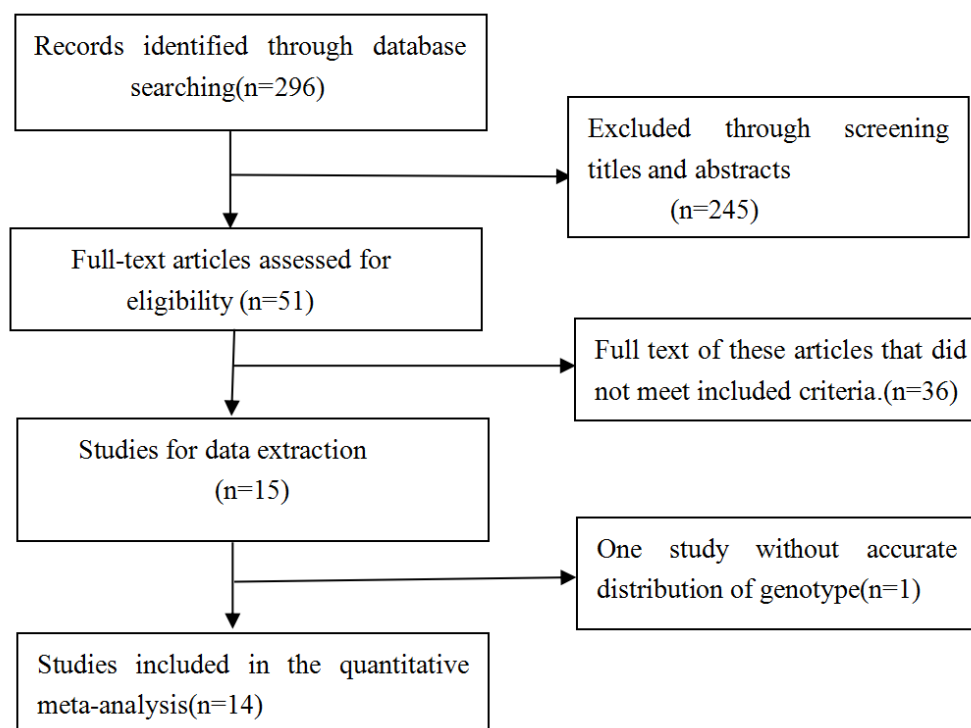 Records identified through database
searching(n=296)
Excluded through screening
titles and abstracts
(n=245)
Full-text articles assessed for
eligibility (n=51)
Full text of these articles that did
not meet included criteria.(n=36)
Studies for data extraction
(n=15)
One study without accurate
distribution of genotype(n=1)
Studies included in the quantitative
meta-analysis(n=14)